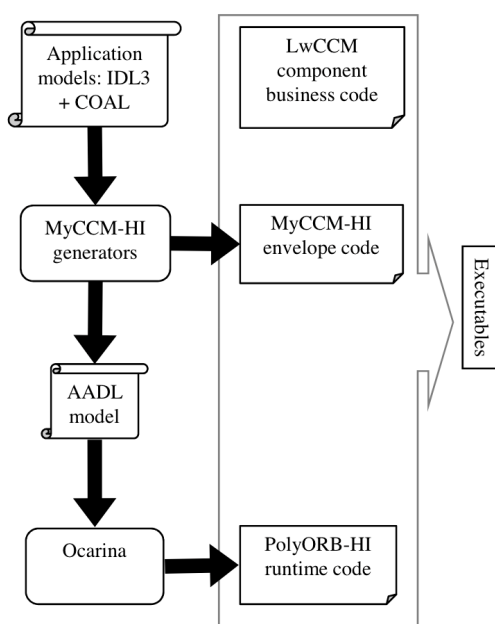 Application
models: IDL3
+ COAL
LwCCM
component
business code
MyCCM-HI
generators
MyCCM-HI
envelope code
Executables
AADL
model
Ocarina
PolyORB-HI
runtime code